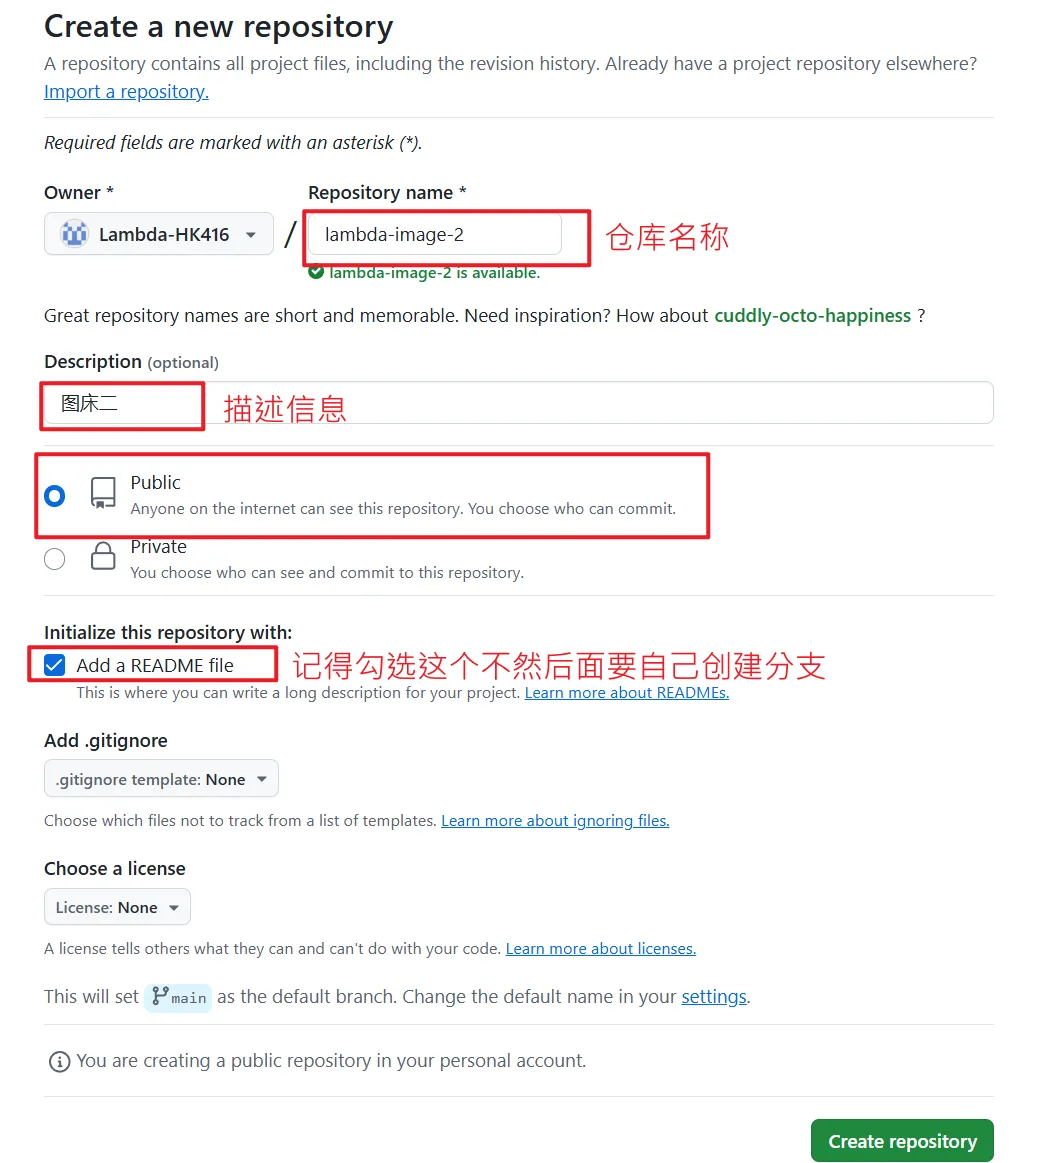 Create a new repository
A repository contains all project files, including the revision history. Already have a project repository elsewhere?
Import a repository.
Required fields are marked with an asterisk (*).
Owner *
Repository name *
Lambda-HK416
/
lambda-image-2
仓库名称
lambda-image-2 is available.
Great repository names are short and memorable. Need inspiration? How about cuddly-octo-happiness ?
Description (optional)
图床二
描述信息
Public
Anyone on the internet can see this repository. You choose who can commit.
Private
You choose who can see and commit to this repository.
Initialize this repository with:
Add a README file
记得勾选这个不然后面要自己创建分支
This is where you can write a long description for your project. Learn more about READMEs.
Add .gitignore
.gitignore template: None
Choose which files not to track from a list of templates. Learn more about ignoring files.
Choose a license
License: None
A license tells others what they can and can't do with your code. Learn more about licenses.
This will set main as the default branch. Change the default name in your settings.
You are creating a public repository in your personal account.
Create repository